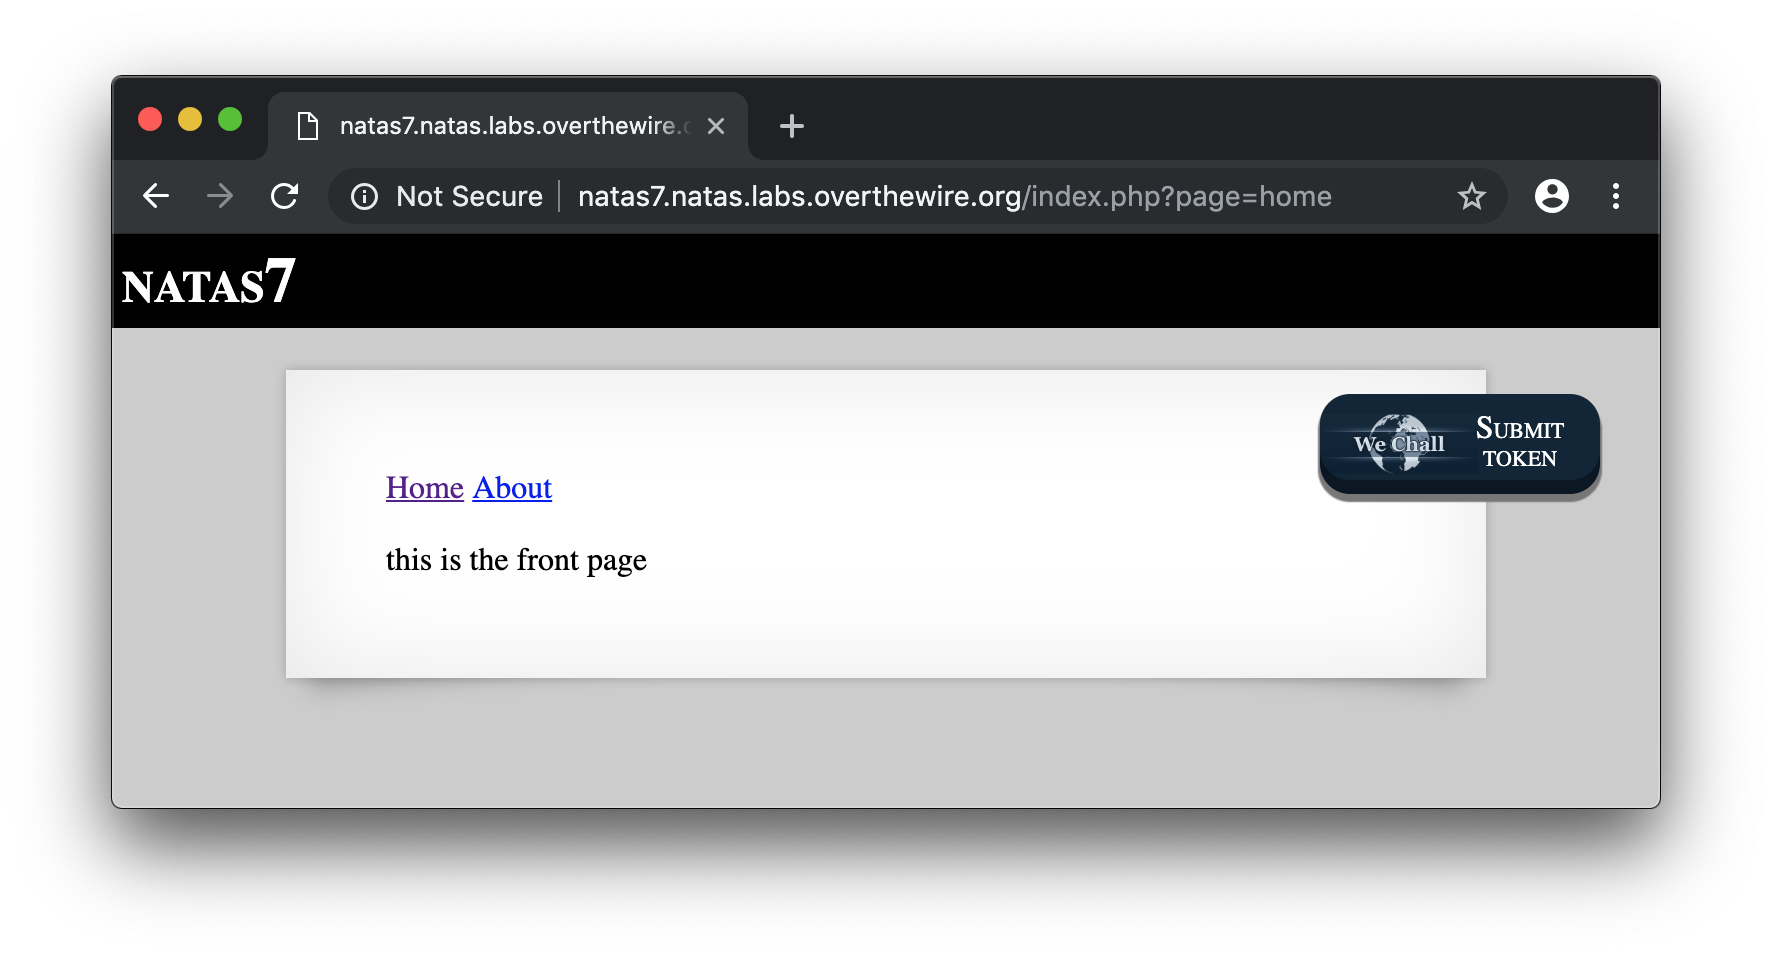 natas7.natas.labs.overthewire.
Not Secure natas7.natas.labs.overthewire.org/index.php?page=home
NATAS7
We Chall
SUBMIT
TOKEN
Home About
this is the front page